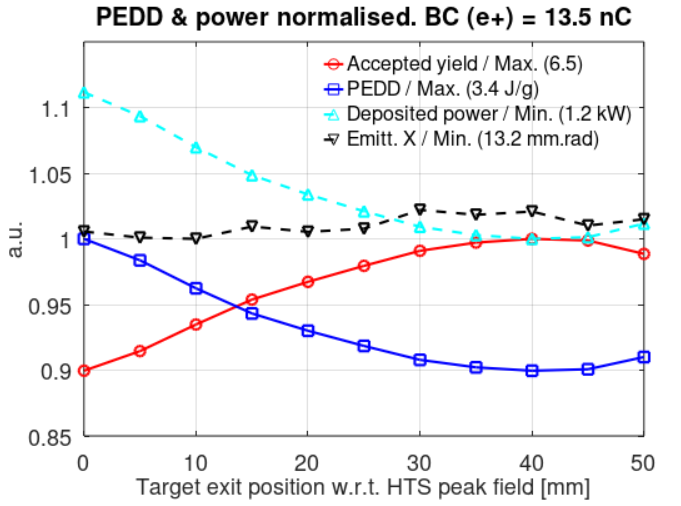 PEDD & power normalised. BC (e+) = 13.5 nC
Accepted yield / Max. (6.5)
PEDD / Max. (3.4 J/g)
Deposited power / Min. (1.2 kW)
Emitt. X / Min. (13.2 mm.rad)
a.u.
1.1
1.05
1
0.95
0.9
0.85
0 10 20 30 40 50
Target exit position w.r.t. HTS peak field [mm]